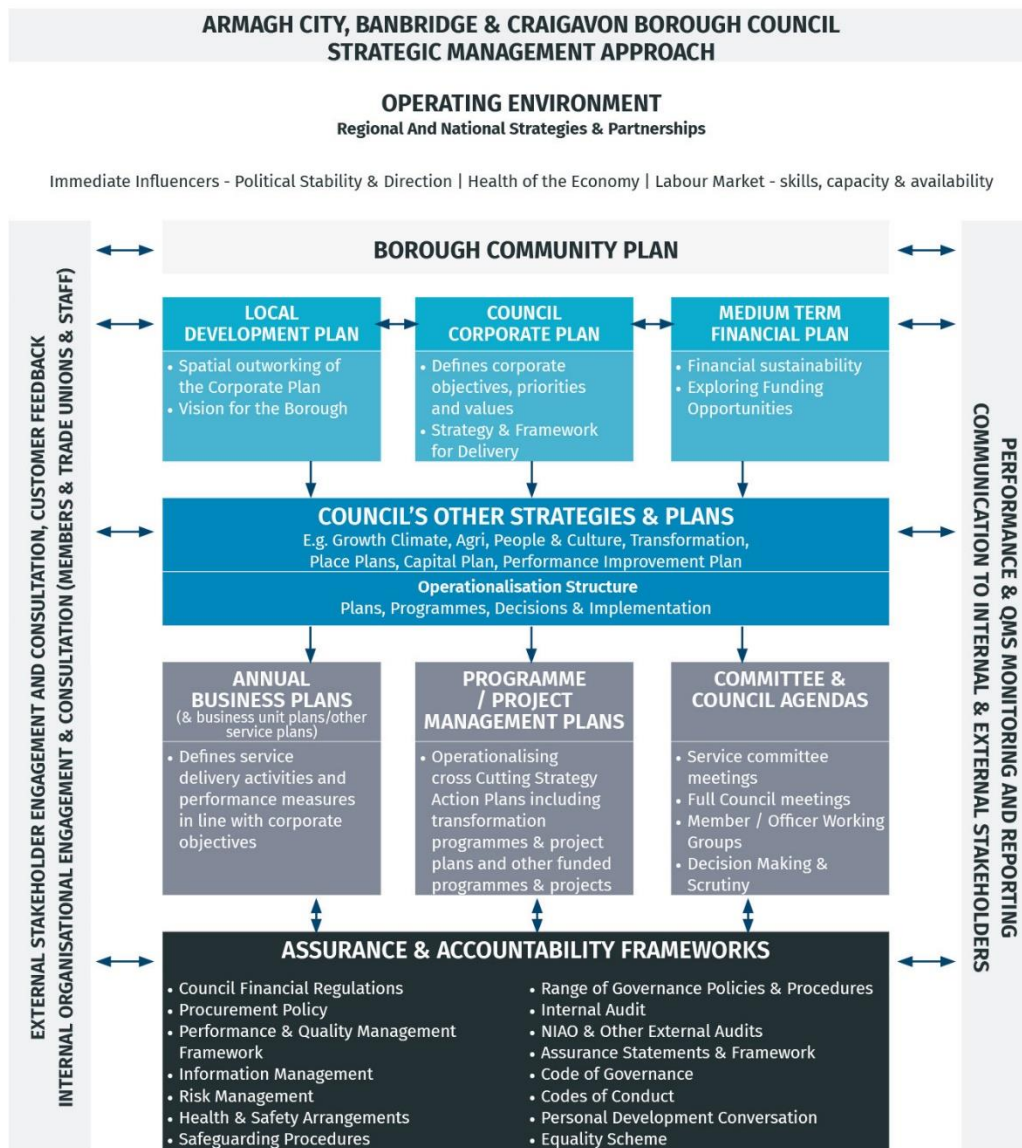 ARMAGH CITY, BANBRIDGE & CRAIGAVON BOROUGH COUNCIL
STRATEGIC MANAGEMENT APPROACH
OPERATING ENVIRONMENT
Regional And National Strategies & Partnerships
Immediate Influencers - Political Stability & Direction | Health of the Economy | Labour Market - skills, capacity & availability
EXTERNAL STAKEHOLDER ENGAGEMENT AND CONSULTATION, CUSTOMER FEEDBACK
INTERNAL ORGANISATIONAL ENGAGEMENT & CONSULTATION (MEMBERS & TRADE UNIONS & STAFF)
BOROUGH COMMUNITY PLAN
LOCAL
DEVELOPMENT PLAN
• Spatial outworking of
the Corporate Plan
• Vision for the Borough
COUNCIL
CORPORATE PLAN
• Defines corporate
objectives, priorities
and values
• Strategy & Framework
for Delivery
MEDIUM TERM
FINANCIAL PLAN
• Financial sustainability
• Exploring Funding
Opportunities
COUNCIL'S OTHER STRATEGIES & PLANS
E.g. Growth Climate, Agri, People & Culture, Transformation,
Place Plans, Capital Plan, Performance Improvement Plan
Operationalisation Structure
Plans, Programmes, Decisions & Implementation
ANNUAL
BUSINESS PLANS
(& business unit plans/other
service plans)
• Defines service
delivery activities and
performance measures
in line with corporate
objectives
PROGRAMME
/ PROJECT
MANAGEMENT PLANS
• Operationalising
cross Cutting Strategy
Action Plans including
transformation
programmes & project
plans and other funded
programmes & projects
COMMITTEE &
COUNCIL AGENDAS
• Service committee
meetings
• Full Council meetings
• Member / Officer Working
Groups
• Decision Making &
Scrutiny
ASSURANCE & ACCOUNTABILITY FRAMEWORKS
• Council Financial Regulations
• Procurement Policy
• Performance & Quality Management
Framework
• Information Management
• Risk Management
• Health & Safety Arrangements
• Safeguarding Procedures
• Range of Governance Policies & Procedures
• Internal Audit
• NIAO & Other External Audits
• Assurance Statements & Framework
• Code of Governance
• Codes of Conduct
• Personal Development Conversation
• Equality Scheme
PERFORMANCE & QMS MONITORING AND REPORTING
COMMUNICATION TO INTERNAL & EXTERNAL STAKEHOLDERS